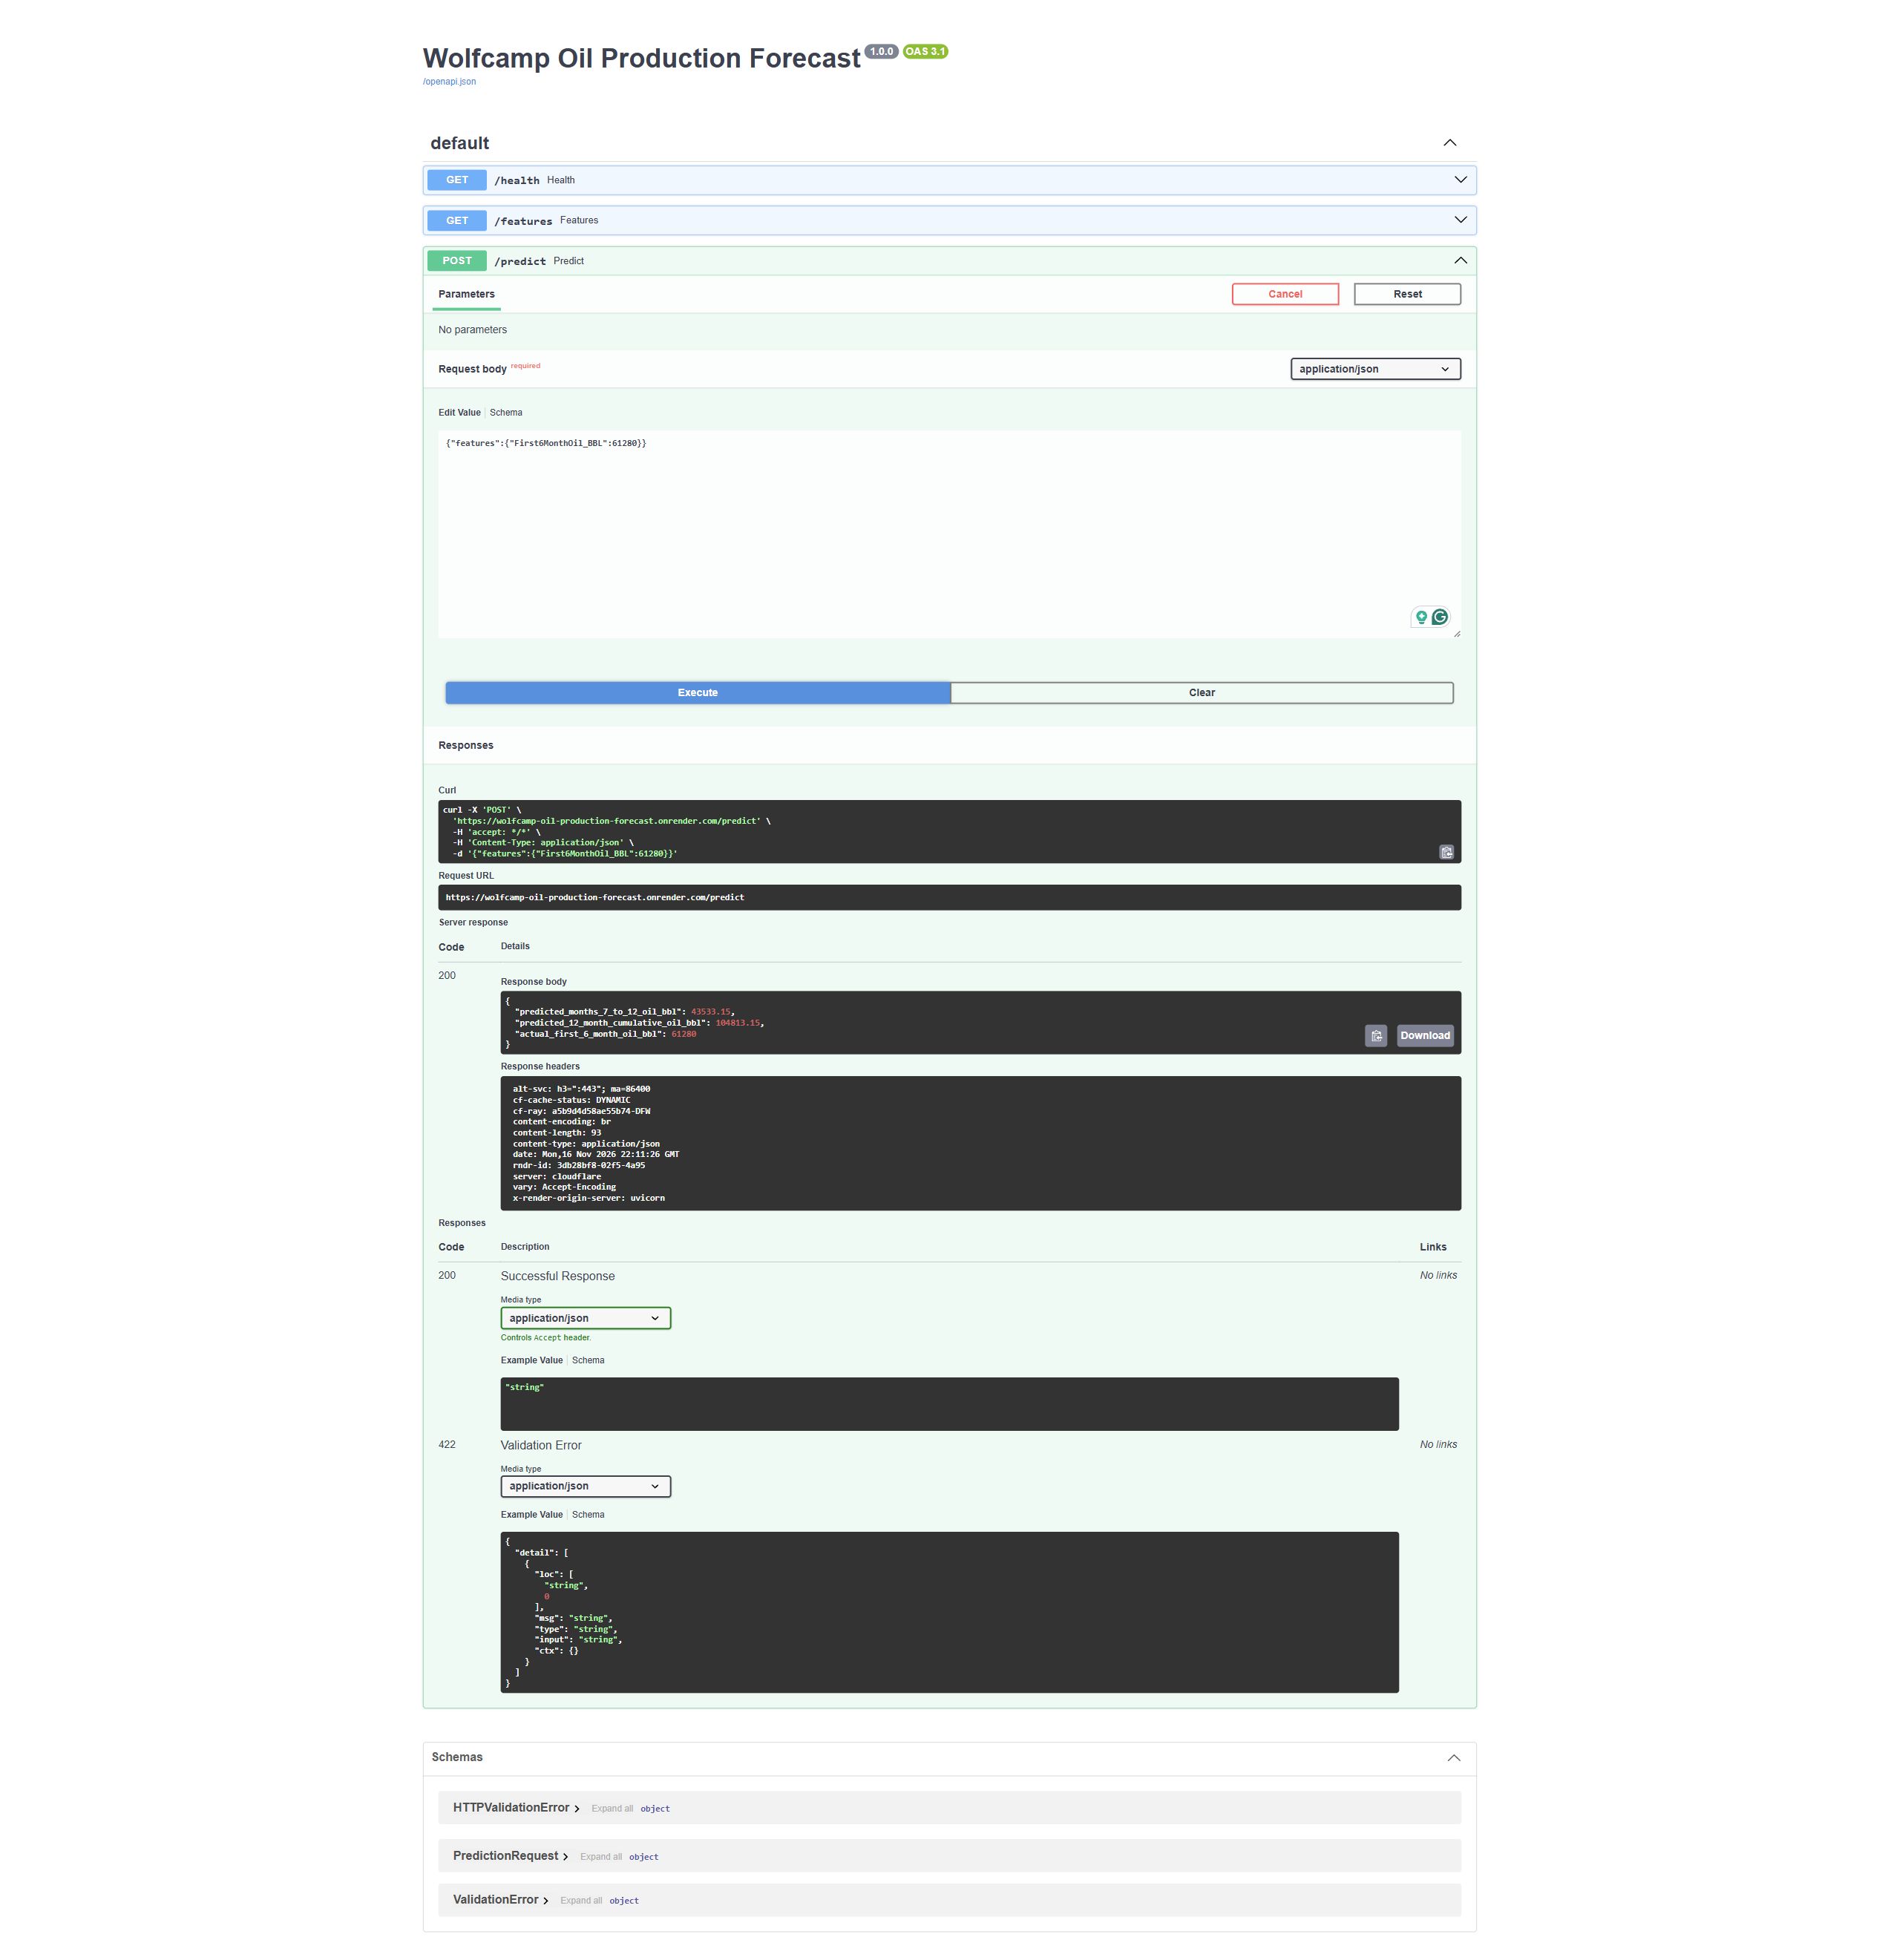 Wolfcamp Oil Production Forecast 1.0.0 OAS 3.1
/openapi.json
default
GET /health Health
GET /features Features
POST /predict Predict
Parameters
Cancel
Reset
No parameters
Request body required
application/json
Edit Value Schema
{"features":{"First6MonthOil_BBL":61280}}
Execute
Clear
Responses
Curl
curl -X 'POST' \
'https://wolfcamp-oil-production-forecast.onrender.com/predict' \
-H 'accept: */*' \
-H 'Content-Type: application/json' \
-d '{"features":{"First6MonthOil_BBL":61280}}'
Request URL
https://wolfcamp-oil-production-forecast.onrender.com/predict
Server response
Code Details
200
Response body
{
"predicted_months_7_to_12_oil_bbl": 43533.15,
"predicted_12_month_cumulative_oil_bbl": 104813.15,
"actual_first_6_month_oil_bbl": 61280
}
Download
Response headers
alt-svc: h3=":443"; ma=86400
cf-cache-status: DYNAMIC
cf-ray: a5b9d4d58ae55b74-DFW
content-encoding: br
content-length: 93
content-type: application/json
date: Mon,16 Nov 2026 22:11:26 GMT
rndr-id: 3db28bf8-02f5-4a95
server: cloudflare
vary: Accept-Encoding
x-render-origin-server: uvicorn
Responses
Code Description Links
200 Successful Response No links
Media type
application/json
Controls Accept header.
Example Value Schema
"string"
422 Validation Error No links
Media type
application/json
Example Value Schema
{
"detail": [
{
"loc": [
"string",
0
],
"msg": "string",
"type": "string",
"input": "string",
"ctx": {}
}
]
}
Schemas
HTTPValidationError Expand all object
PredictionRequest Expand all object
ValidationError Expand all object